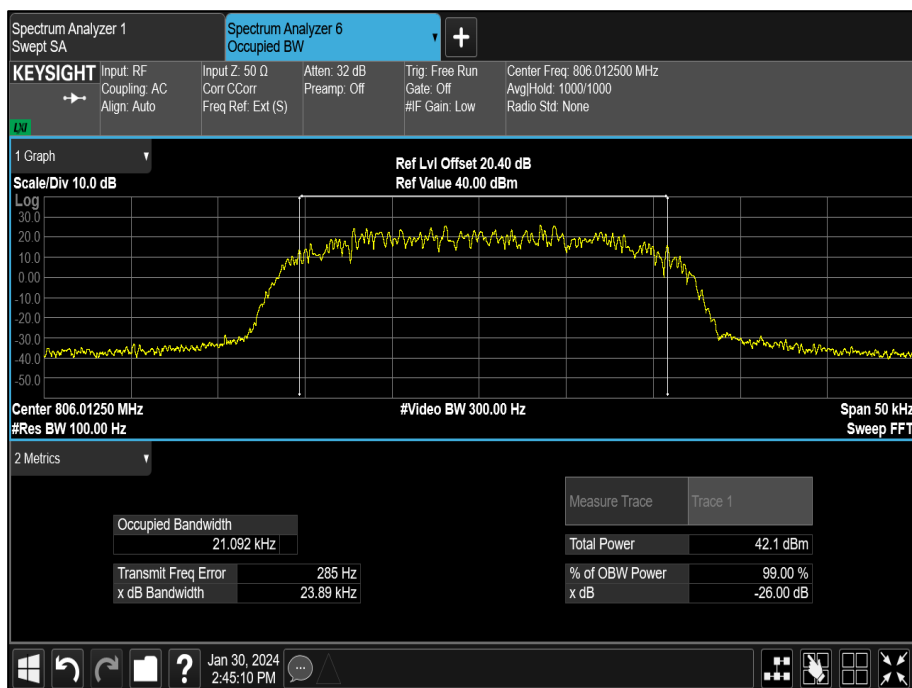 Spectrum Analyzer 1
Swept SA
Spectrum Analyzer 6
Occupied BW
+
KEYSIGHT
Input: RF
Coupling: AC
Align: Auto
Input Z: 50 Ω
Corr CCorr
Freq Ref: Ext (S)
Atten: 32 dB
Preamp: Off
Trig: Free Run
Gate: Off
#IF Gain: Low
Center Freq: 806.012500 MHz
Avg|Hold: 1000/1000
Radio Std: None
LXI
1 Graph
Scale/Div 10.0 dB
Ref Lvl Offset 20.40 dB
Ref Value 40.00 dBm
Log
30.0
20.0
10.0
0.00
-10.0
-20.0
-30.0
-40.0
-50.0
Center 806.01250 MHz
#Video BW 300.00 Hz
Span 50 kHz
#Res BW 100.00 Hz
Sweep FFT
2 Metrics
Measure Trace
Trace 1
Occupied Bandwidth
21.092 kHz
Total Power
42.1 dBm
Transmit Freq Error
285 Hz
% of OBW Power
99.00 %
x dB Bandwidth
23.89 kHz
x dB
-26.00 dB
?
Jan 30, 2024
2:45:10 PM